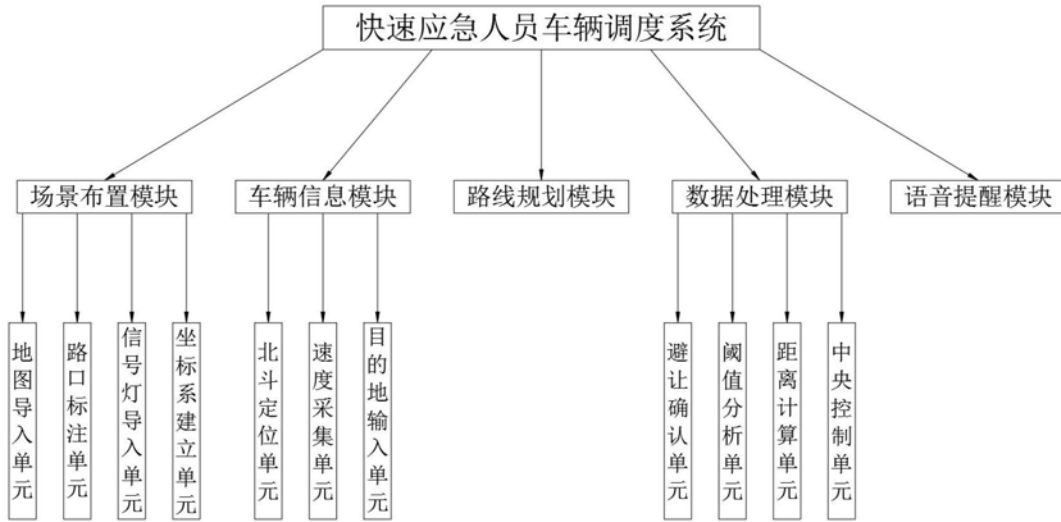 快速应急人员车辆调度系统
场景布置模块
车辆信息模块
路线规划模块
数据处理模块
语音提醒模块
地图导入单元
路口标注单元
信号灯导入单元
坐标系建立单元
北斗定位单元
速度采集单元
目的地输入单元
避让确认单元
阈值分析单元
距离计算单元
中央控制单元